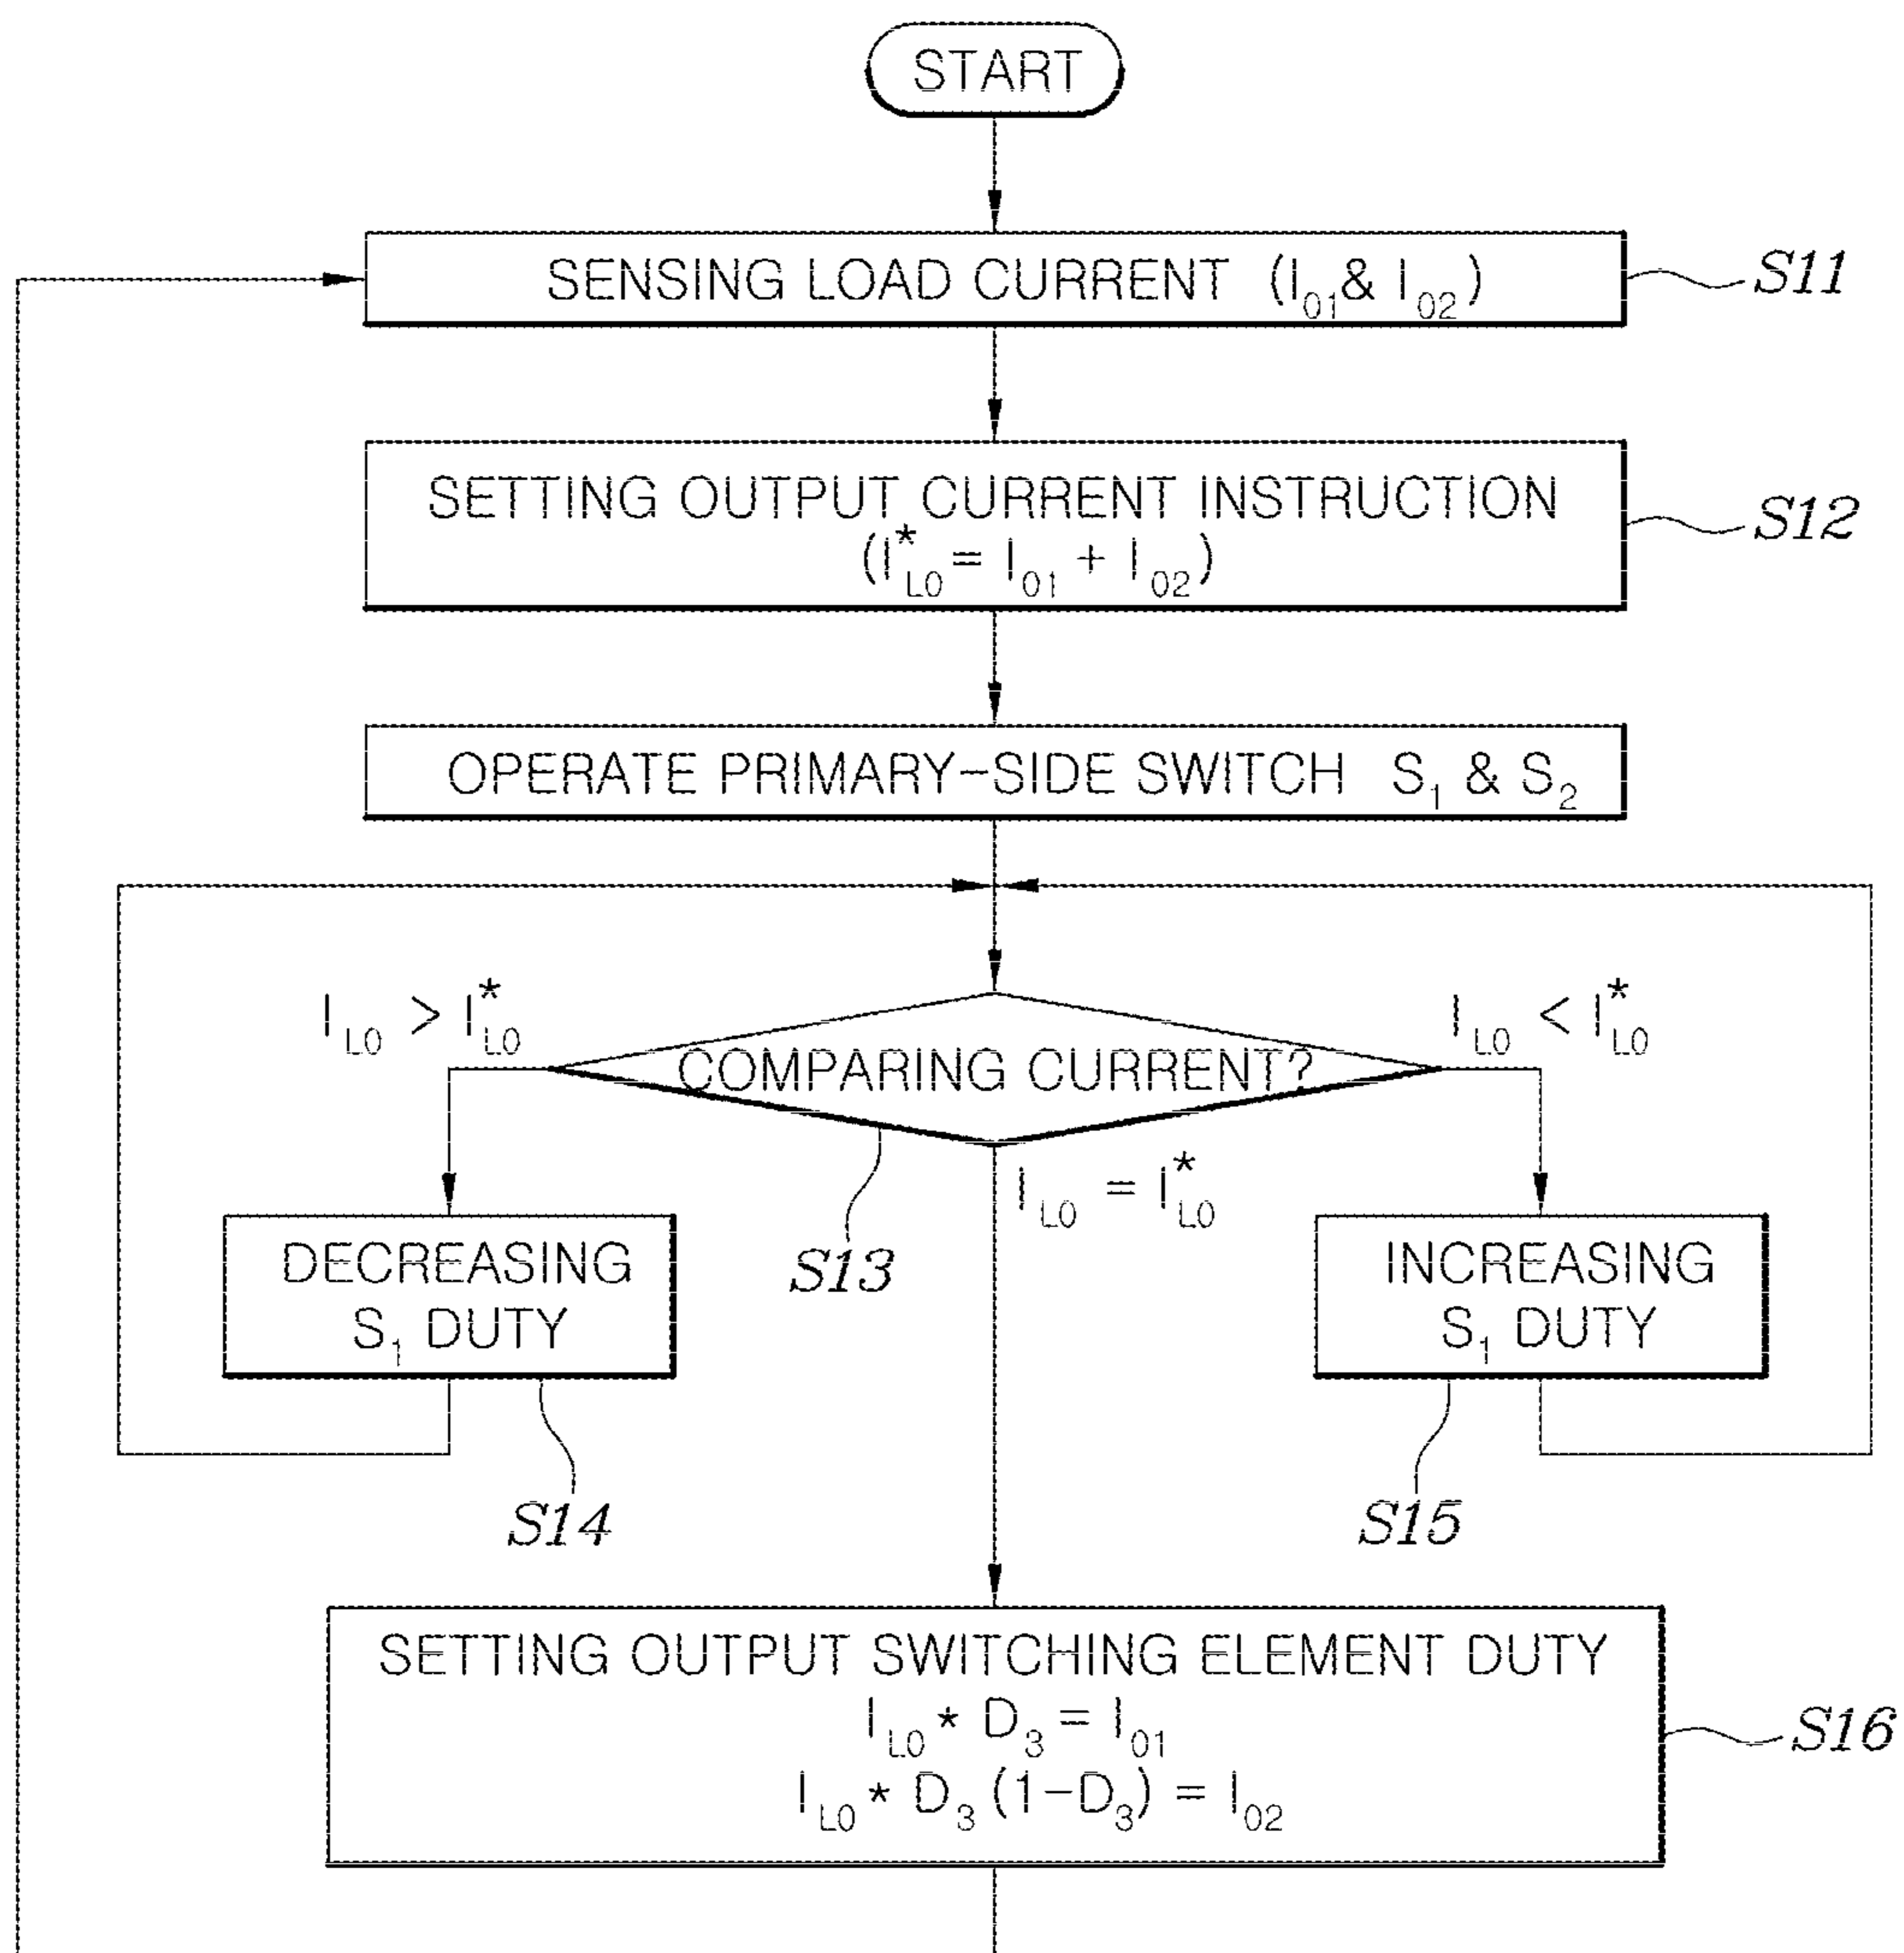 START
SENSING LOAD CURRENT (I₀₁ & I₀₂)
S11
SETTING OUTPUT CURRENT INSTRUCTION
(I*L0 = I01 + I02)
S12
OPERATE PRIMARY-SIDE SWITCH S₁ & S₂
IL0 > I*L0
IL0 < I*L0
COMPARING CURRENT?
IL0 = I*L0
S13
DECREASING
S₁ DUTY
S14
INCREASING
S₁ DUTY
S15
SETTING OUTPUT SWITCHING ELEMENT DUTY
IL0 * D₃ = I01
IL0 * D₃ (1-D₃) = I02
S16